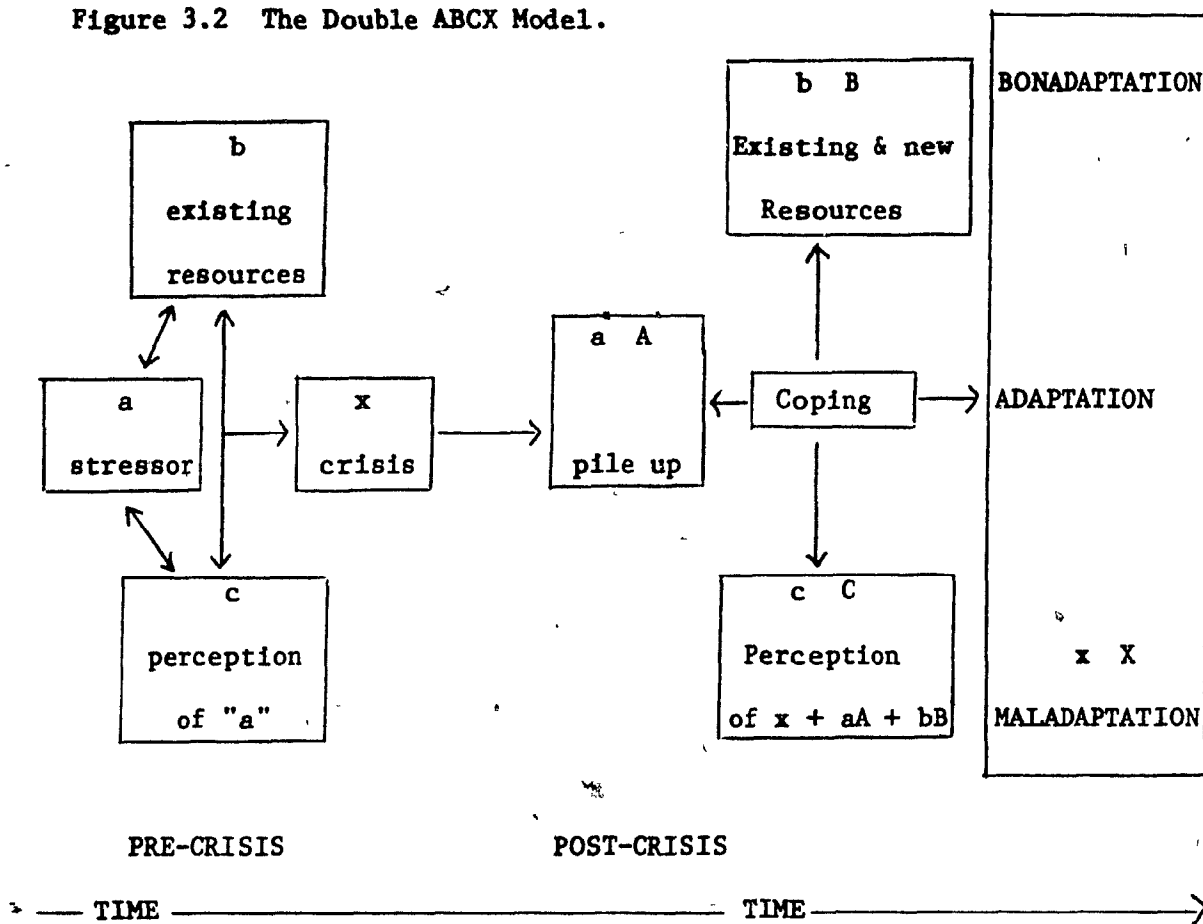 Figure 3.2 The Double ABCX Model.
b
existing
resources
a
stressor
c
perception
of "a"
x
crisis
a A
pile up
Coping
b B
Existing & new
Resources
c C
Perception
of x + aA + bB
BONADAPTATION
ADAPTATION
x X
MALADAPTATION
PRE-CRISIS
POST-CRISIS
TIME
TIME